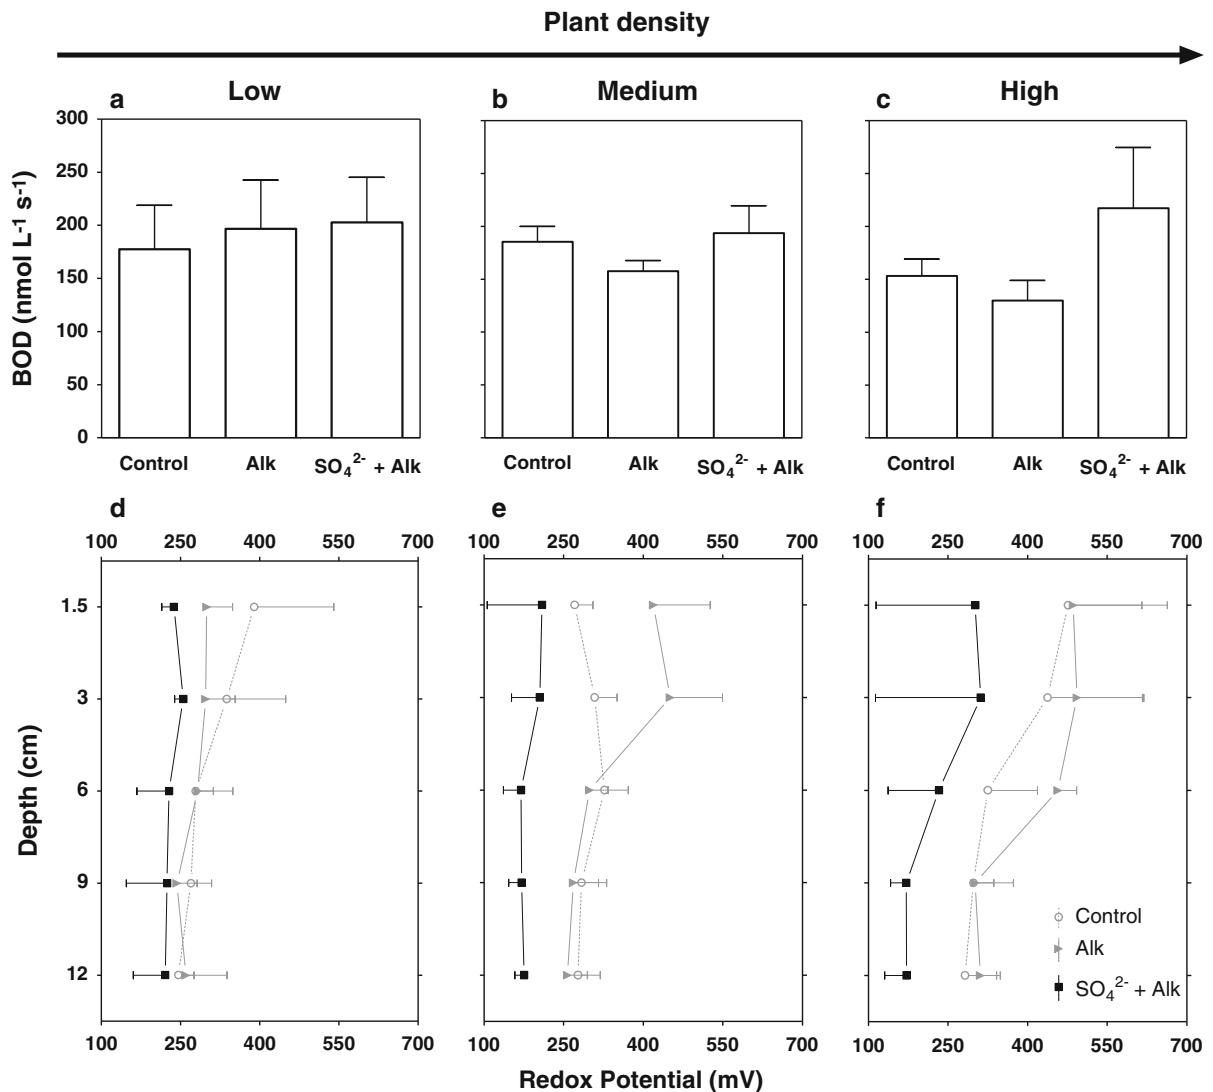 Plant density
a Low b Medium c High
BOD (nmol L⁻¹ s⁻¹)
300
250
200
150
100
50
0
Control Alk SO₄²⁻ + Alk Control Alk SO₄²⁻ + Alk Control Alk SO₄²⁻ + Alk
d e f
100 250 400 550 700 100 250 400 550 700 100 250 400 550 700
Depth (cm)
1.5
3
6
9
12
Control
Alk
SO₄²⁻ + Alk
100 250 400 550 700 100 250 400 550 700 100 250 400 550 700
Redox Potential (mV)